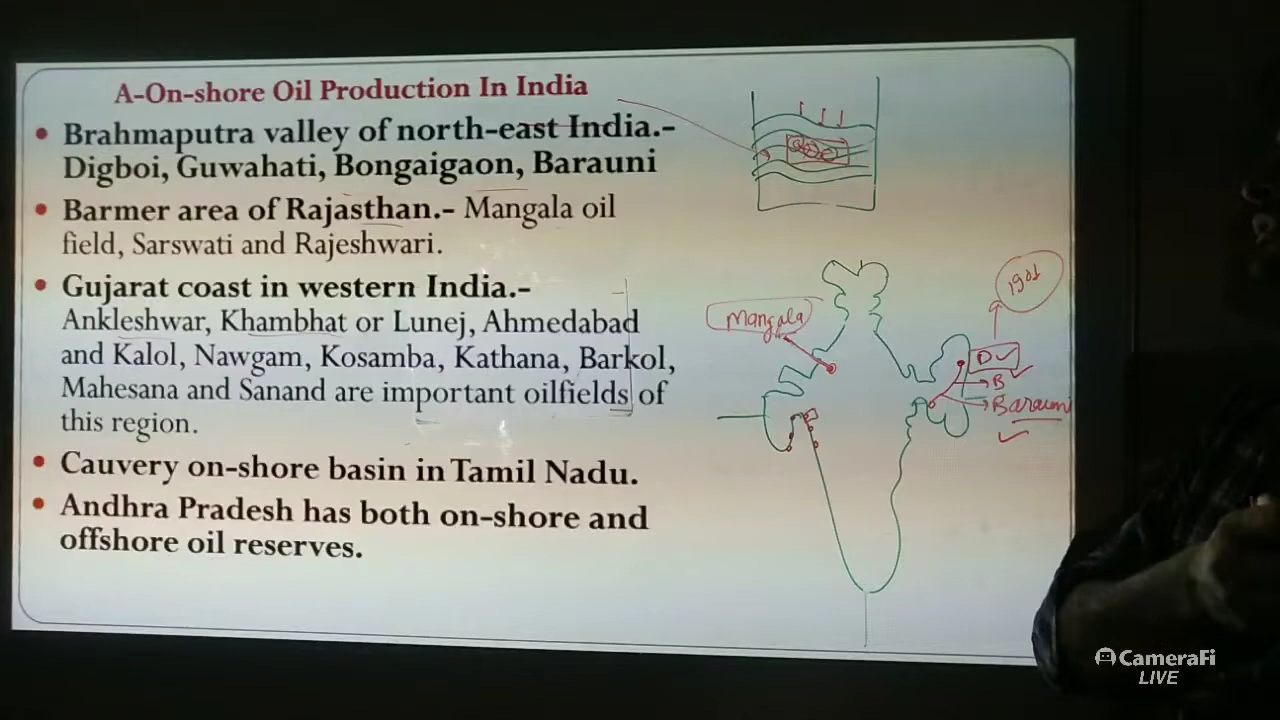 A-On-shore Oil Production In India
• Brahmaputra valley of north-east India.-
Digboi, Guwahati, Bongaigaon, Barauni
• Barmer area of Rajasthan.- Mangala oil
field, Sarswati and Rajeshwari.
• Gujarat coast in western India.-
Ankleshwar, Khambhat or Lunej, Ahmedabad
and Kalol, Nawgam, Kosamba, Kathana, Barkol,
Mahesana and Sanand are important oilfields of
this region.
• Cauvery on-shore basin in Tamil Nadu.
• Andhra Pradesh has both on-shore and
offshore oil reserves.
Mangala
1901
D
B
Barauni
CameraFi
LIVE